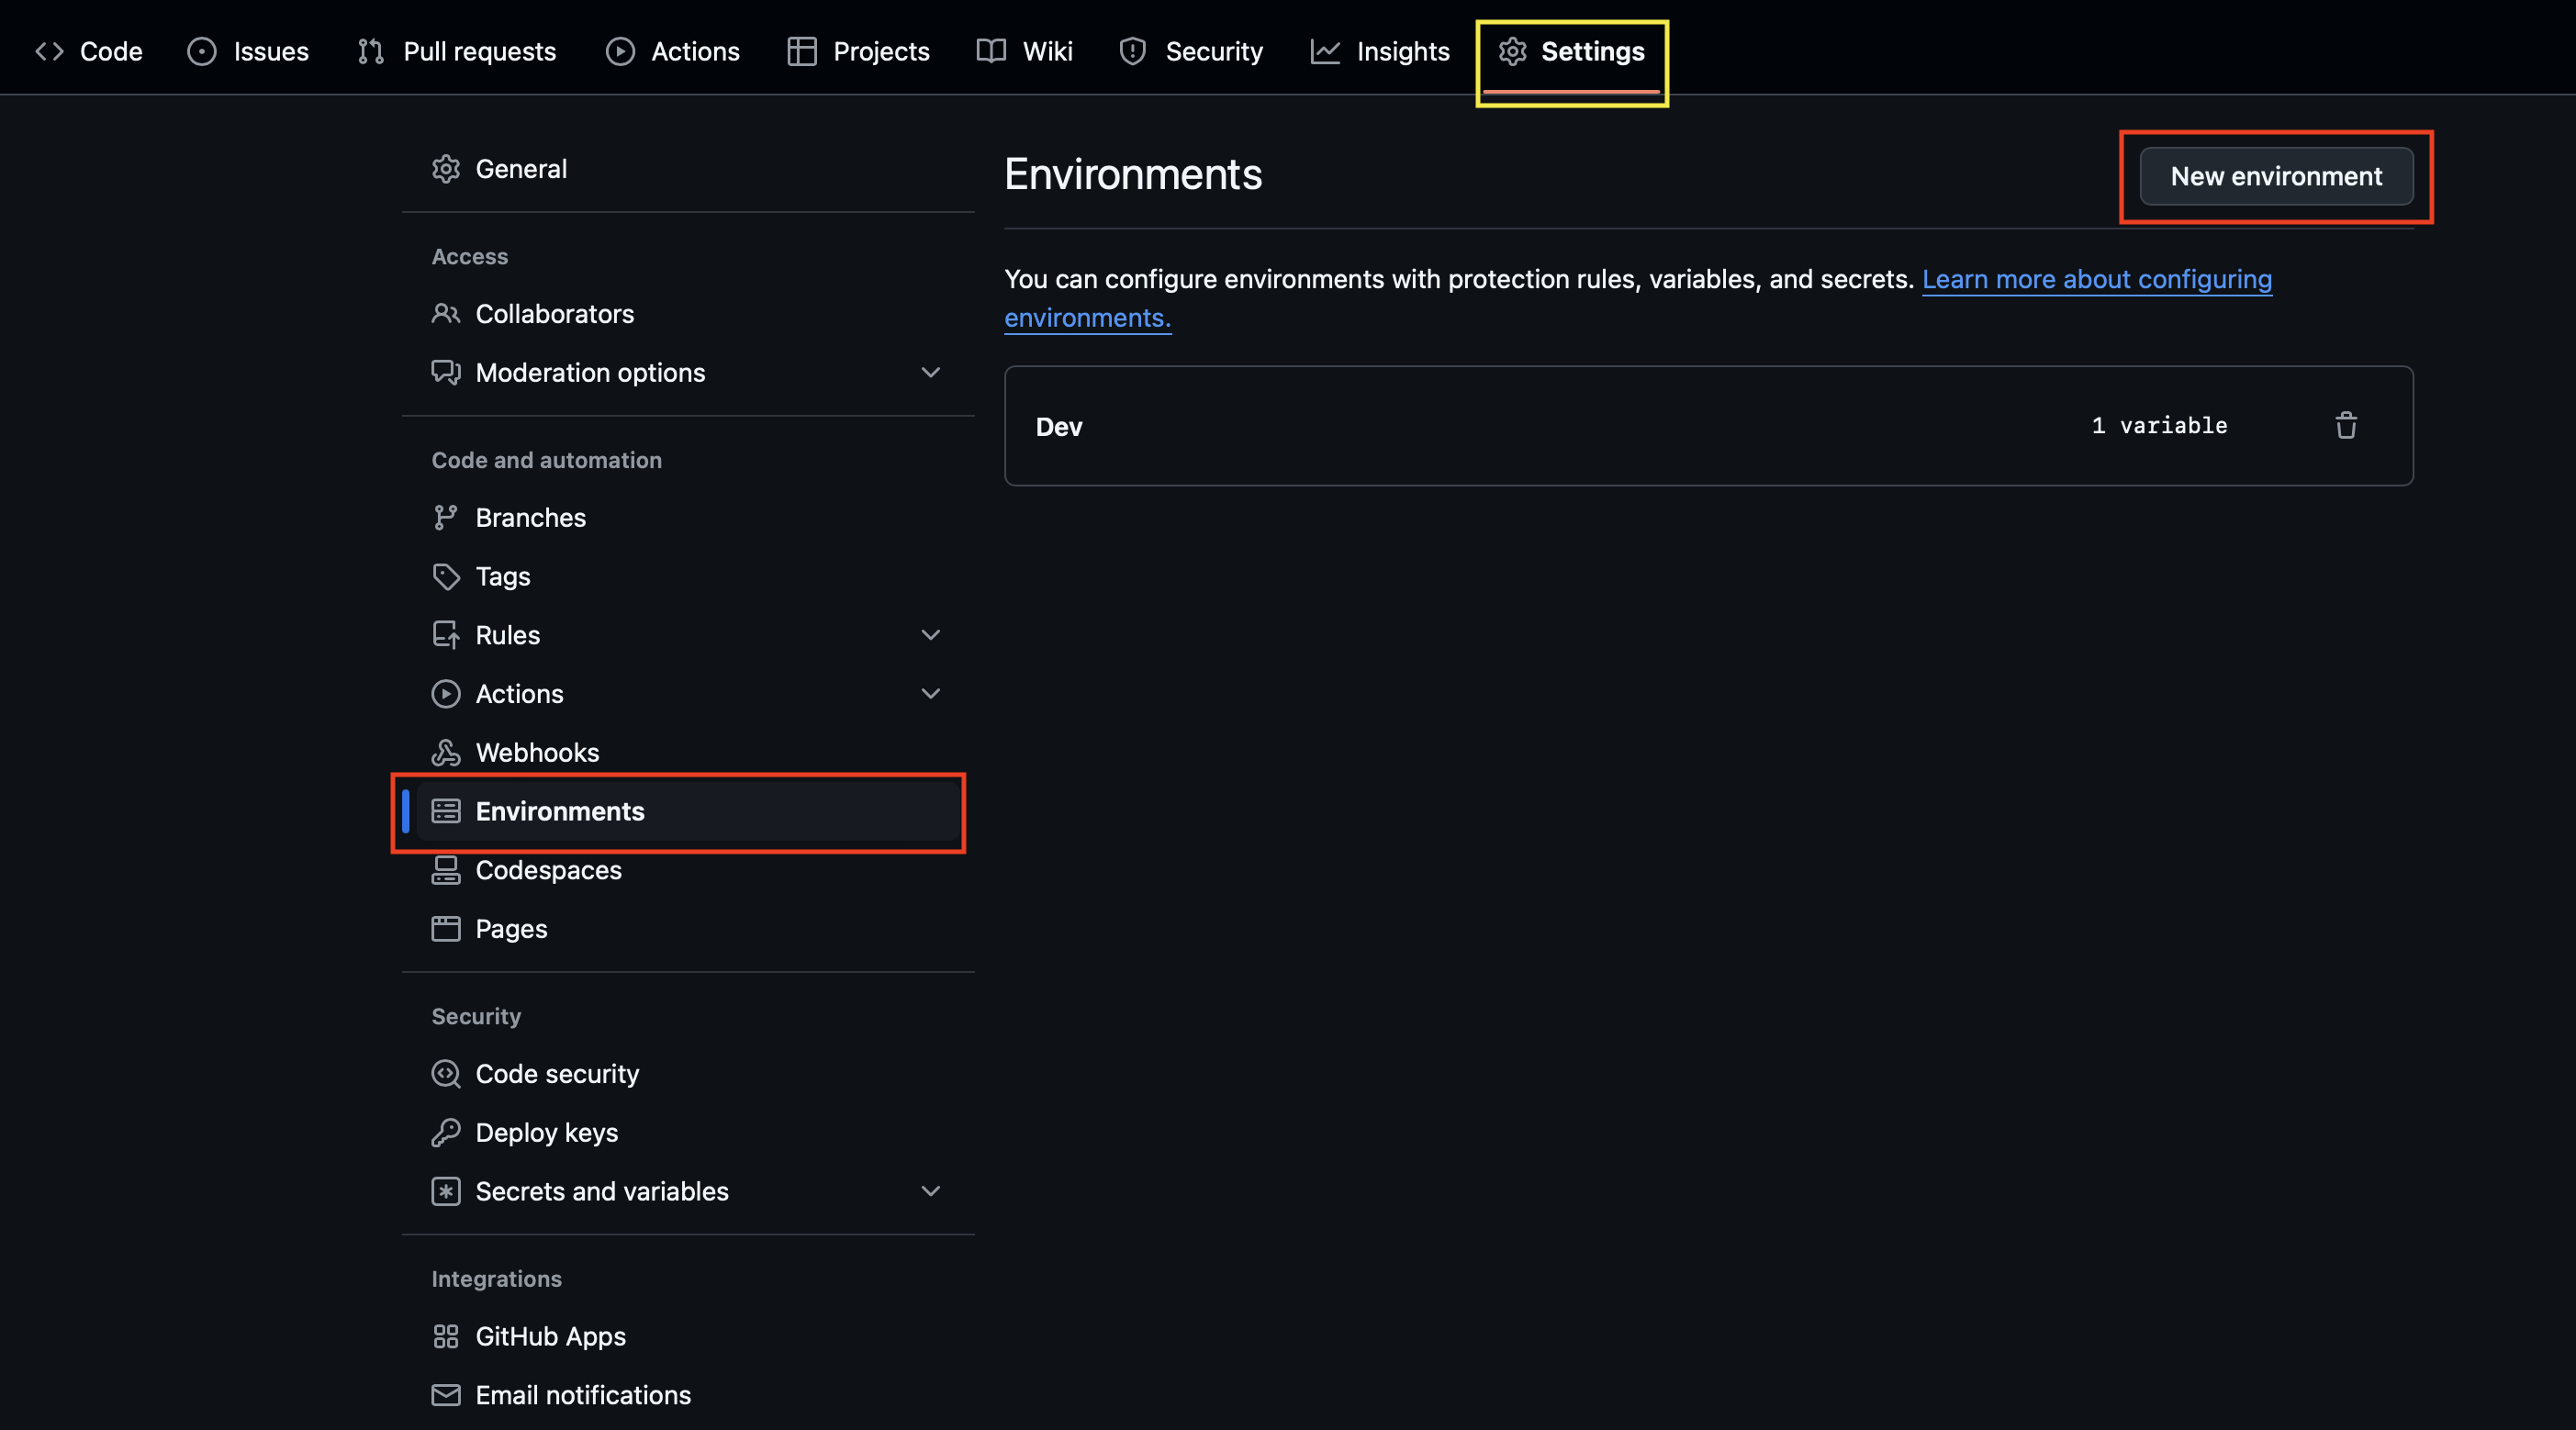 Code Issues Pull requests Actions Projects Wiki Security Insights Settings
General
Access
Collaborators
Moderation options
Code and automation
Branches
Tags
Rules
Actions
Webhooks
Environments
Codespaces
Pages
Security
Code security
Deploy keys
Secrets and variables
Integrations
GitHub Apps
Email notifications
Environments
New environment
You can configure environments with protection rules, variables, and secrets. Learn more about configuring
environments.
Dev 1 variable